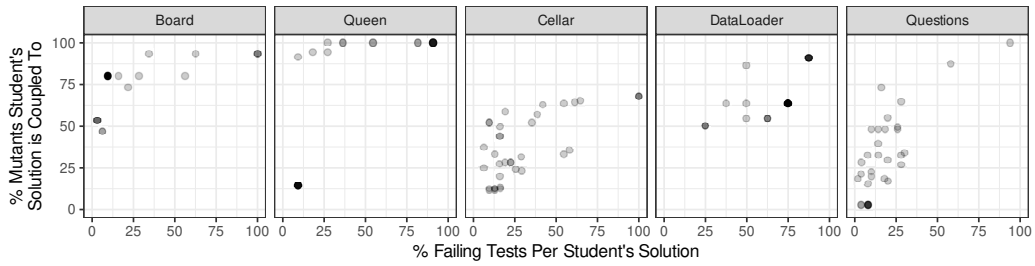 Board Queen Cellar DataLoader Questions
% Mutants Student's
Solution is Coupled To
100
75
50
25
0
0 25 50 75 100 0 25 50 75 100 0 25 50 75 100 0 25 50 75 100 0 25 50 75 100
% Failing Tests Per Student's Solution